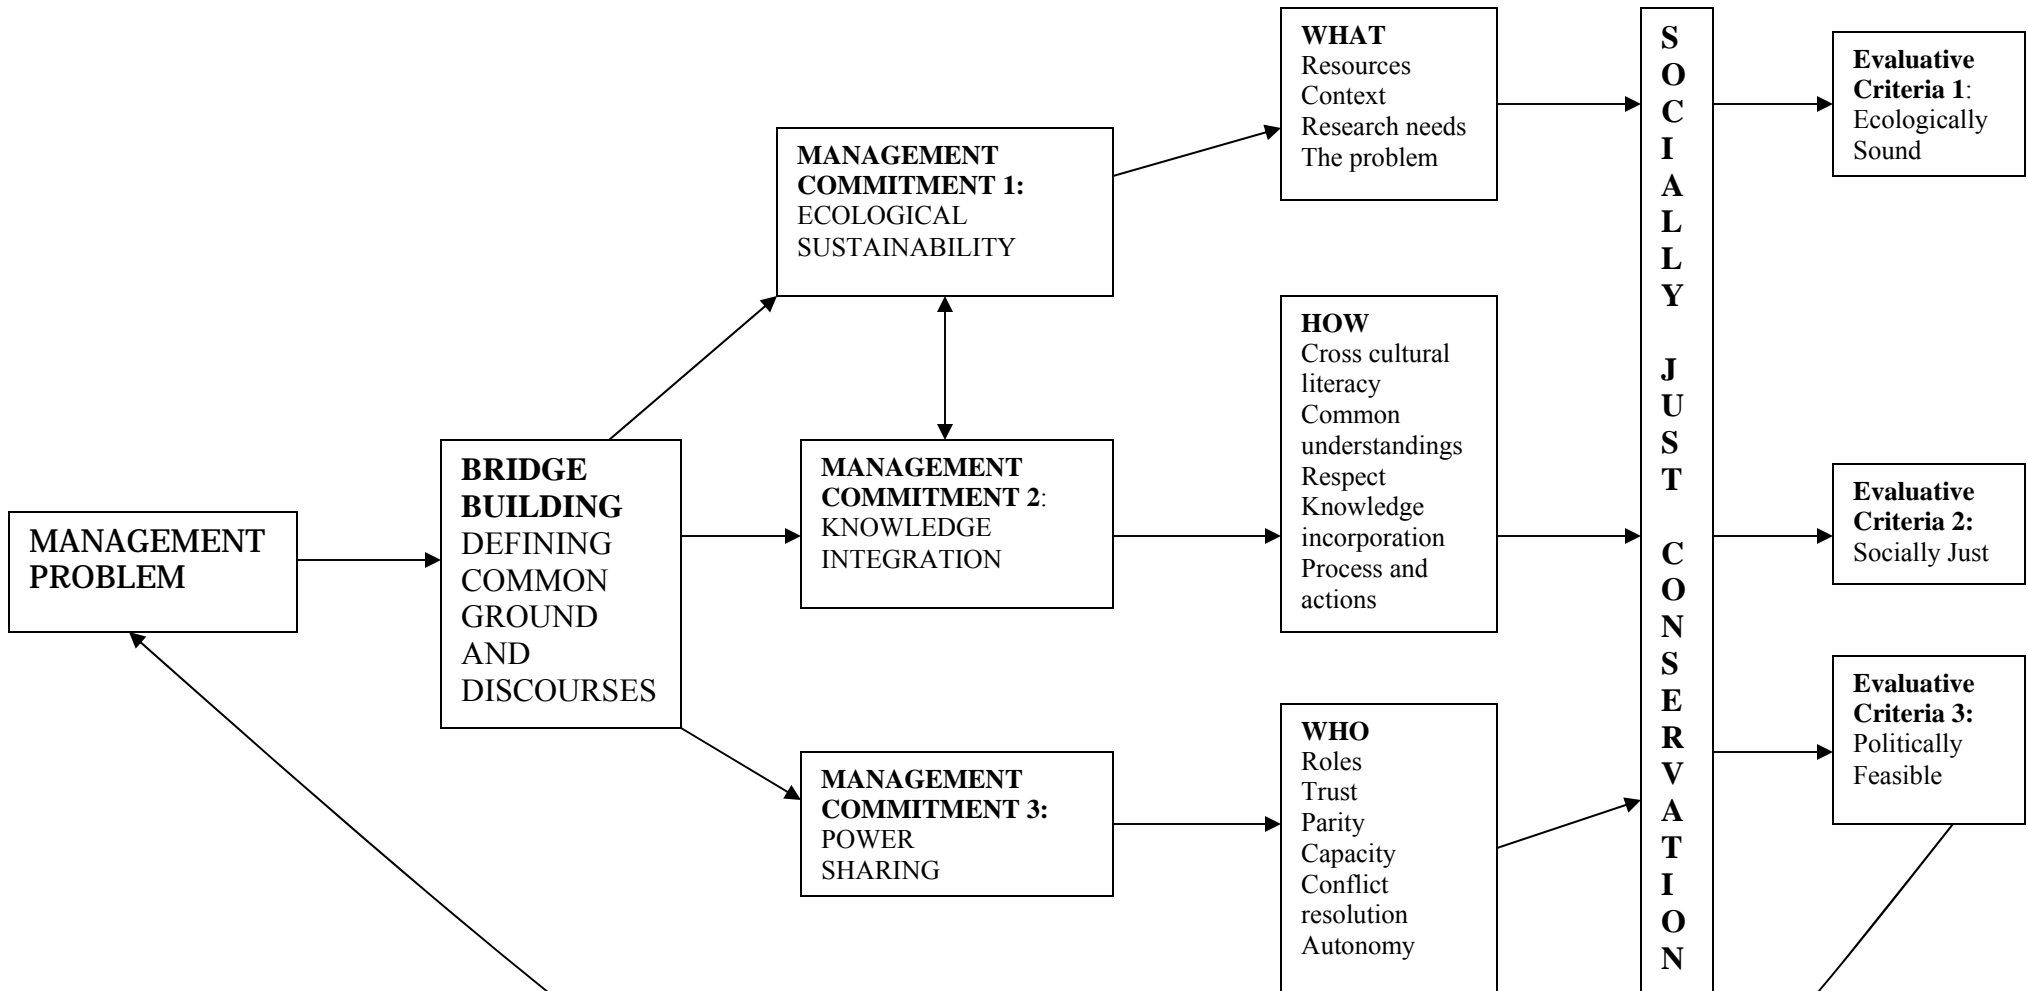 MANAGEMENT
PROBLEM
BRIDGE
BUILDING
DEFINING
COMMON
GROUND
AND
DISCOURSES
MANAGEMENT
COMMITMENT 1:
ECOLOGICAL
SUSTAINABILITY
MANAGEMENT
COMMITMENT 2:
KNOWLEDGE
INTEGRATION
MANAGEMENT
COMMITMENT 3:
POWER
SHARING
WHAT
Resources
Context
Research needs
The problem
HOW
Cross cultural
literacy
Common
understandings
Respect
Knowledge
incorporation
Process and
actions
WHO
Roles
Trust
Parity
Capacity
Conflict
resolution
Autonomy
SOCIALLY JUST CONSERVATION
Evaluative
Criteria 1:
Ecologically
Sound
Evaluative
Criteria 2:
Socially Just
Evaluative
Criteria 3:
Politically
Feasible